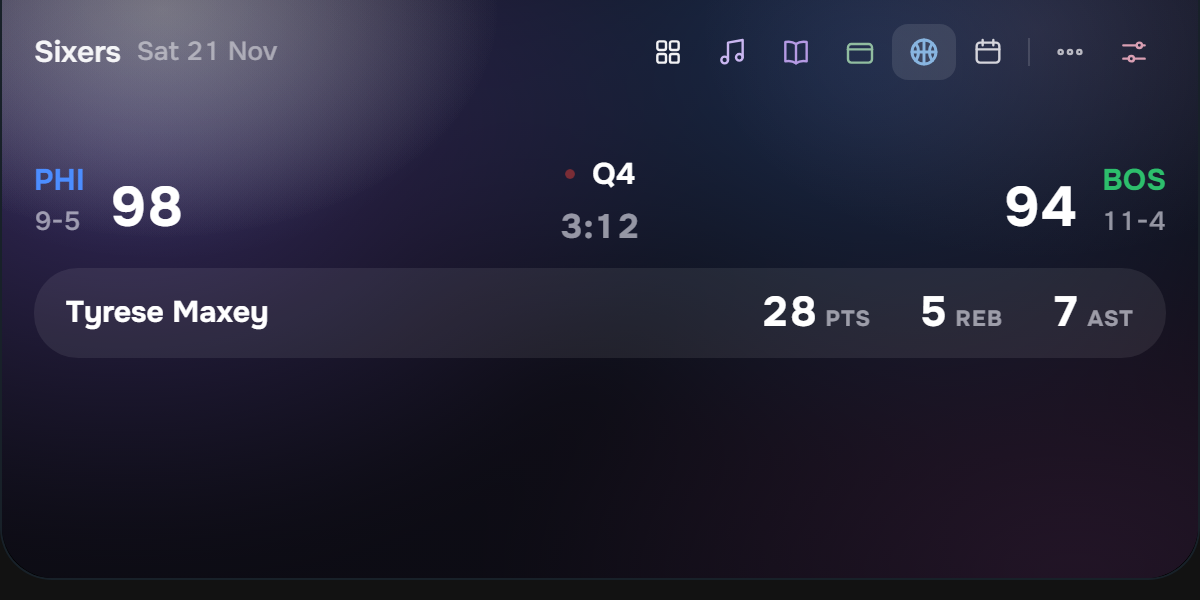 Sixers Sat 21 Nov
PHI 98 Q4 94 BOS
9-5 3:12 11-4
Tyrese Maxey 28 PTS 5 REB 7 AST